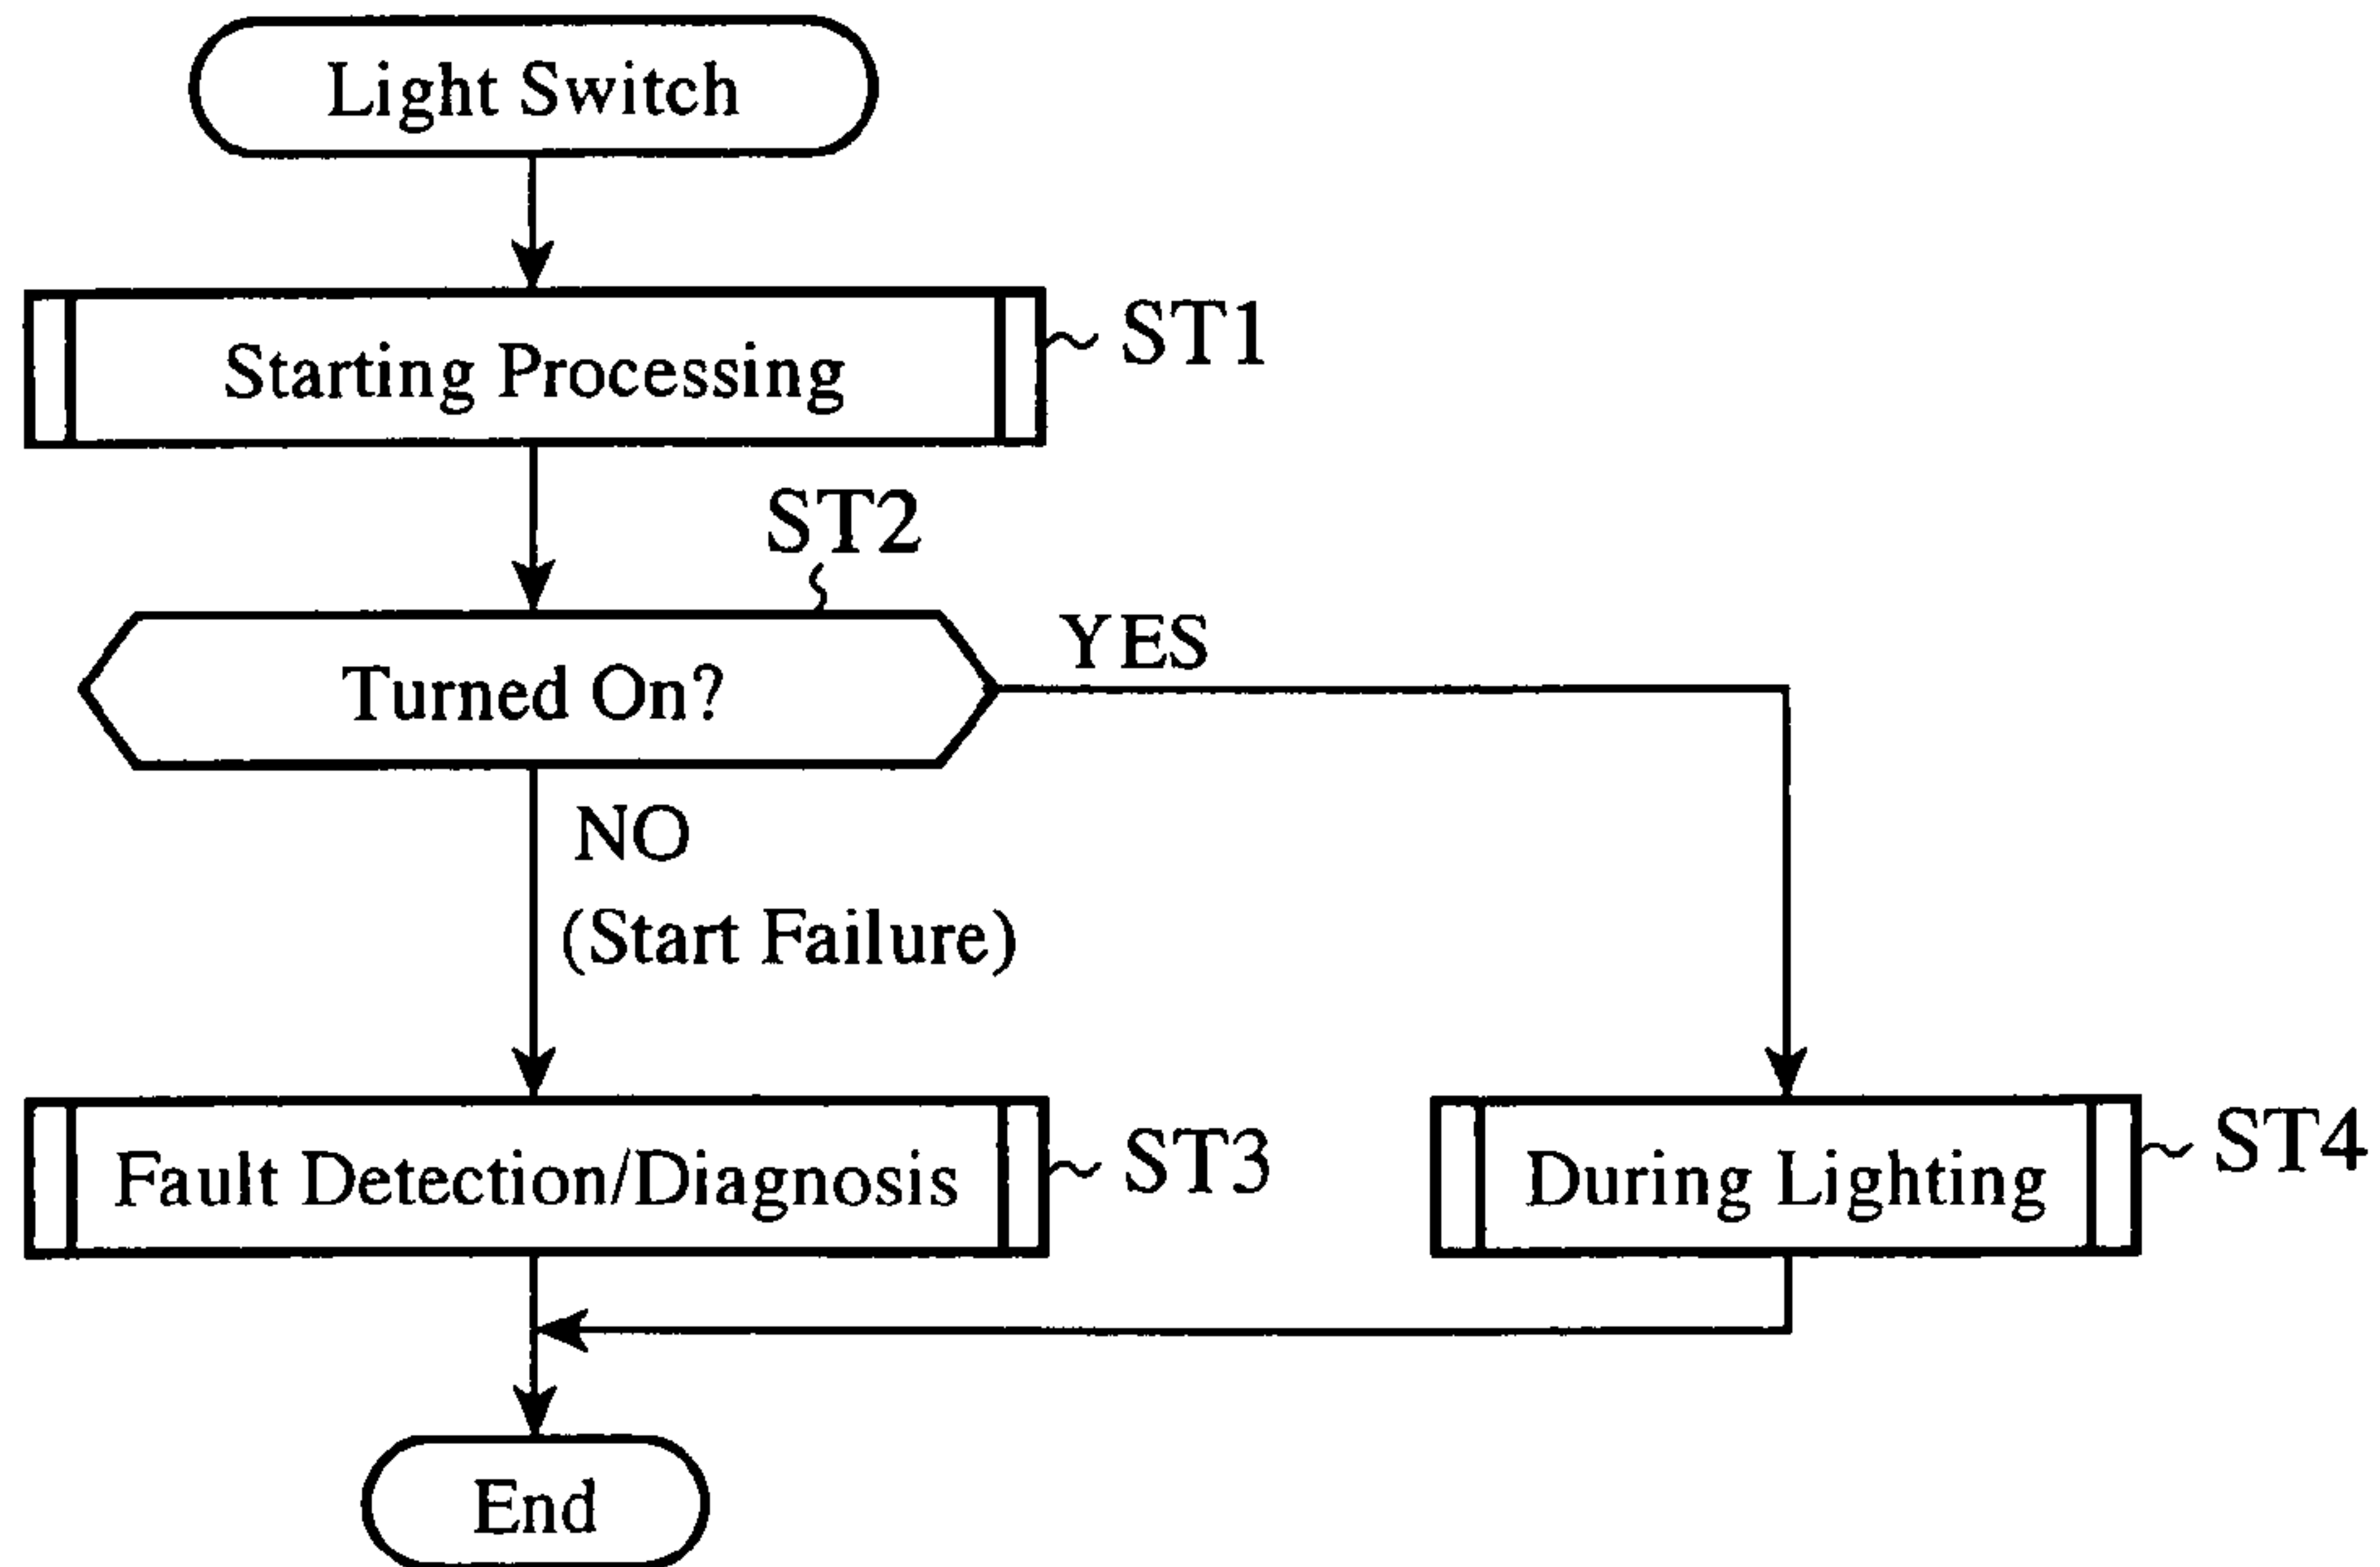 Light Switch
Starting Processing
ST1
ST2
Turned On?
YES
NO
(Start Failure)
Fault Detection/Diagnosis
ST3
During Lighting
ST4
End